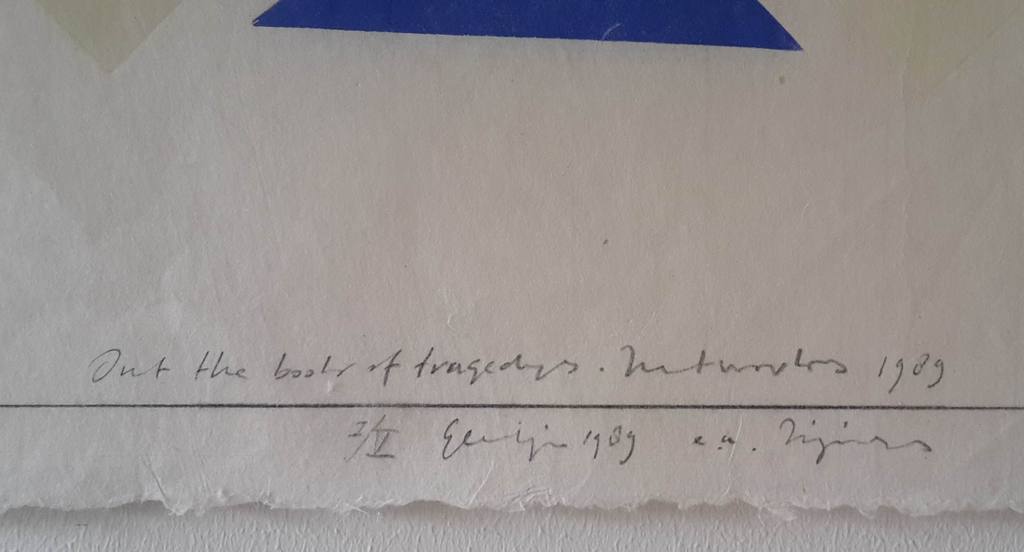 Out the book of tragedys. 1989
I/V 1989 e.a.